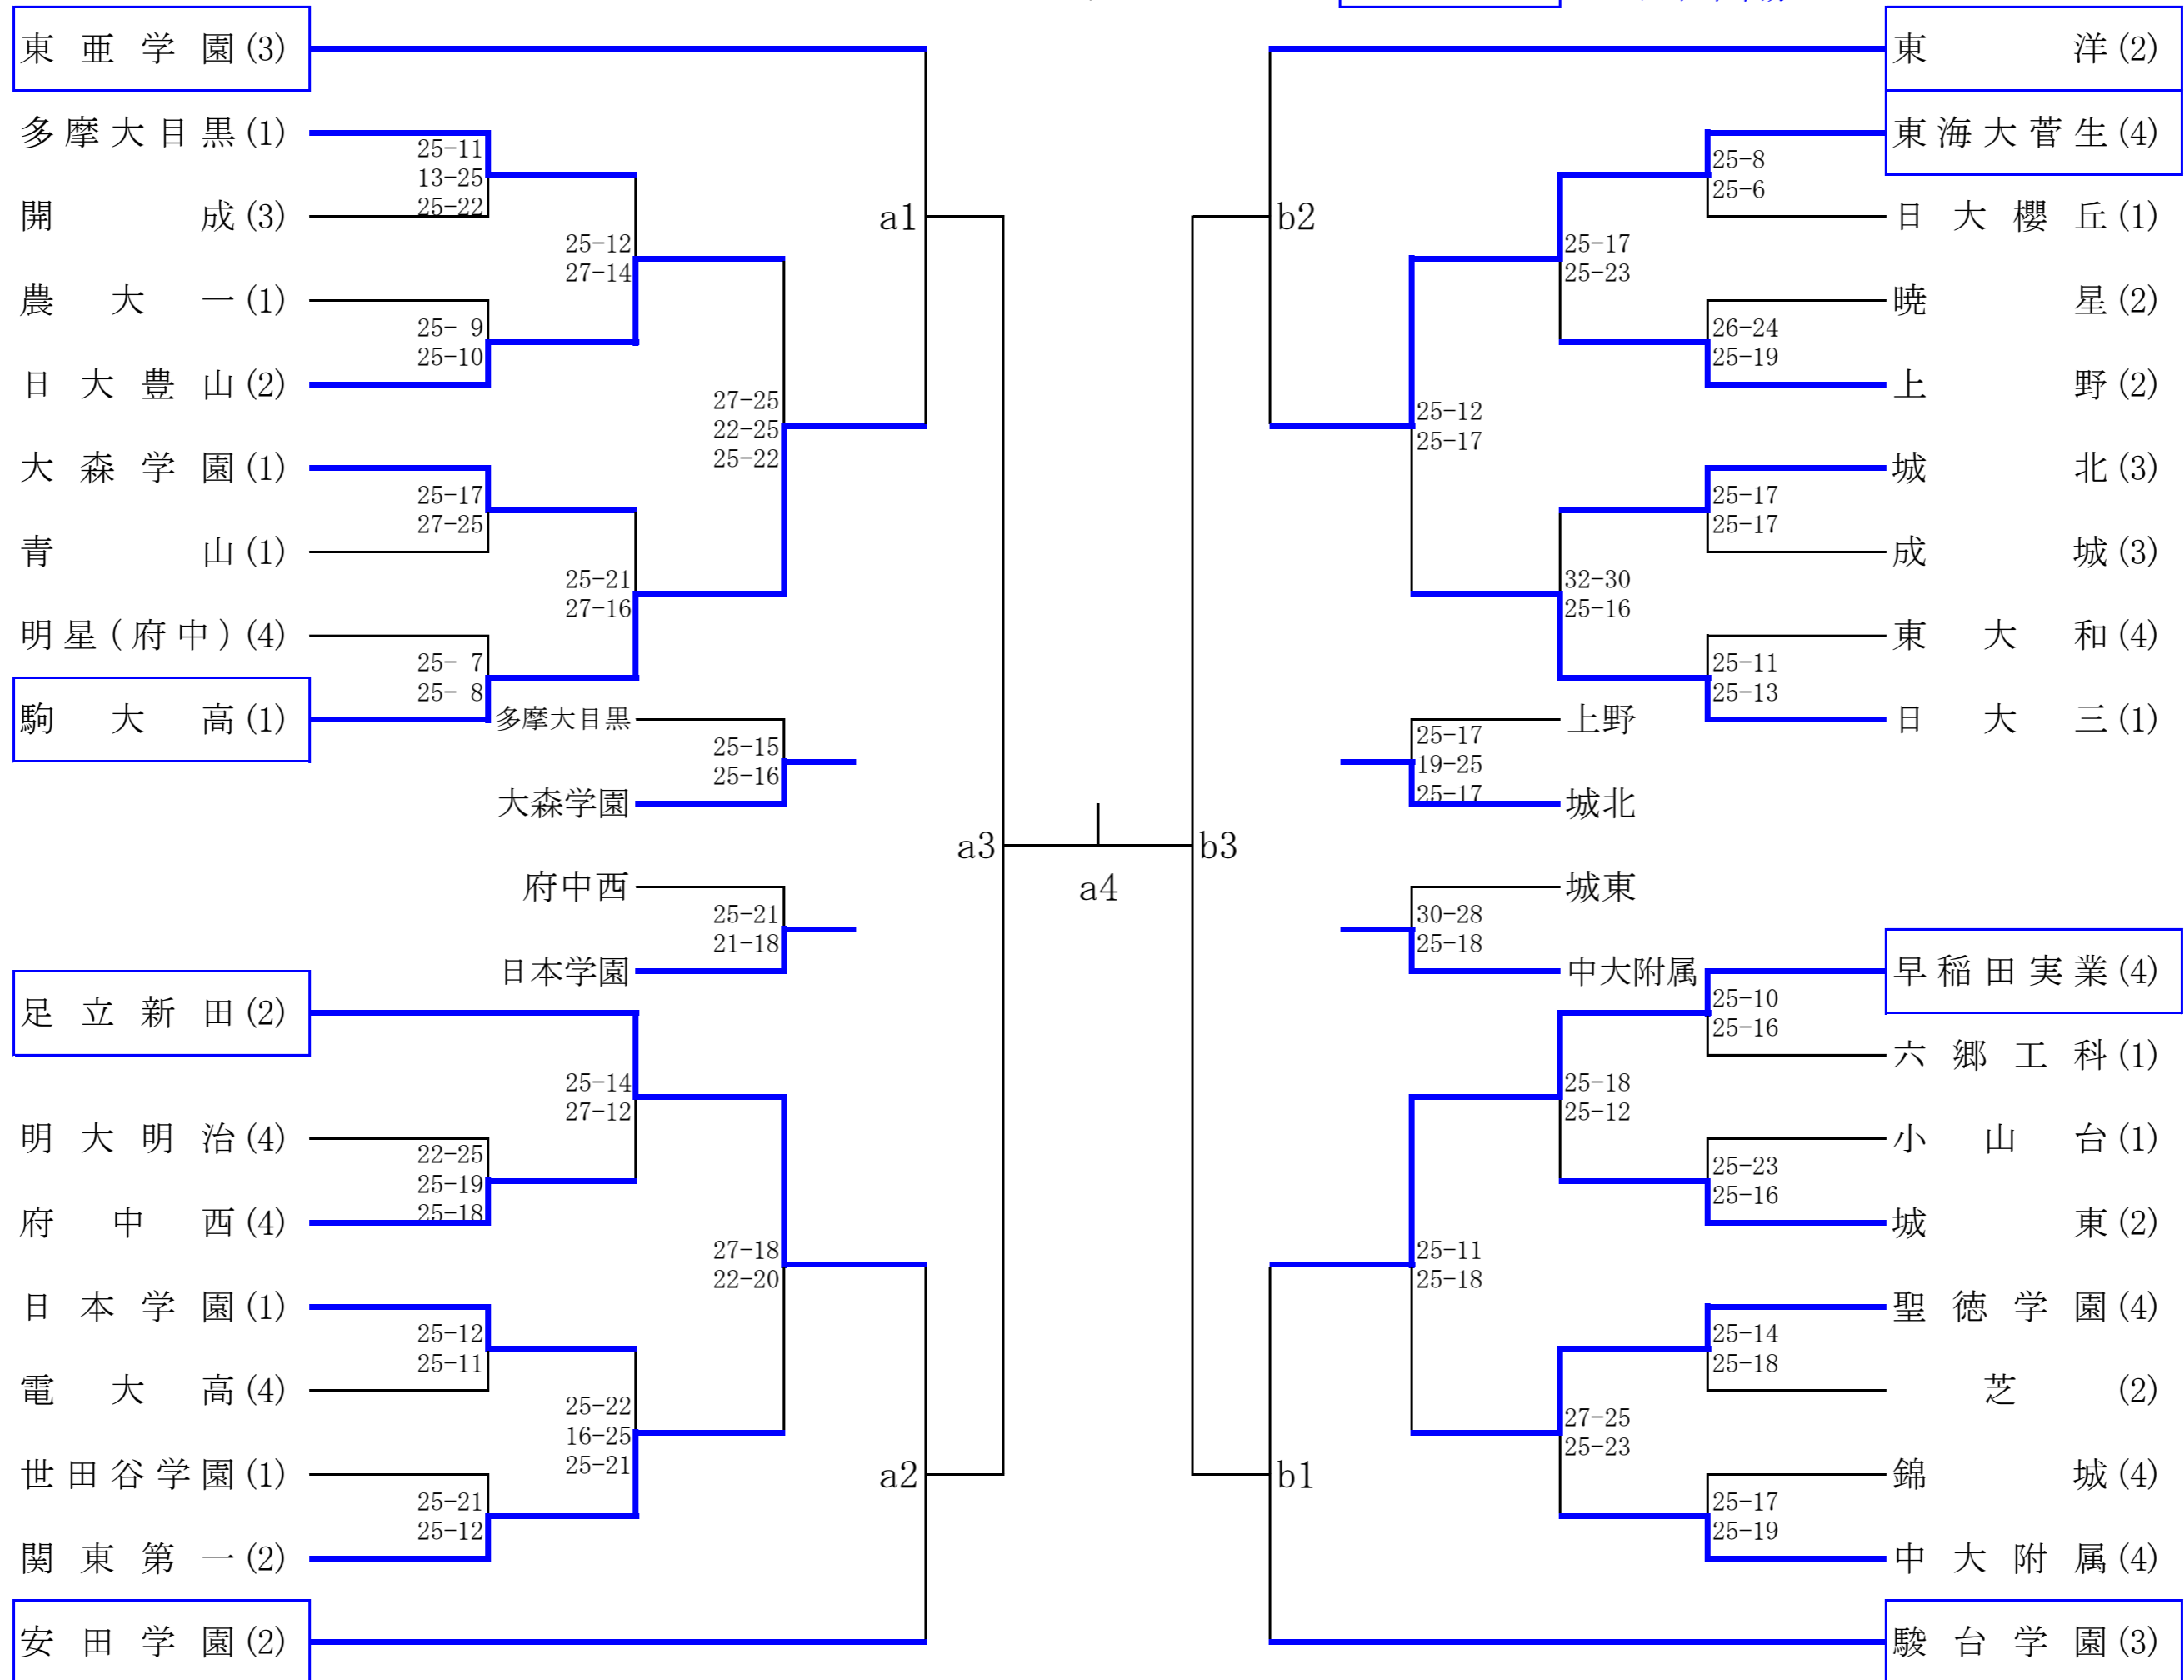 東亜学園(3)
多摩大目黒(1)
25-11
13-25
25-22
開成(3)
25-12
27-14
農大一(1)
25- 9
25-10
日大豊山(2)
27-25
22-25
25-22
大森学園(1)
25-17
27-25
青山(1)
25-21
27-16
明星(府中)(4)
25- 7
25- 8
駒大高(1)
多摩大目黒
25-15
25-16
大森学園
府中西
25-21
21-18
日本学園
足立新田(2)
25-14
27-12
明大明治(4)
22-25
25-19
25-18
府中西(4)
27-18
22-20
日本学園(1)
25-12
25-11
電大高(4)
25-22
16-25
25-21
世田谷学園(1)
25-21
25-12
関東第一(2)
安田学園(2)
a1
a3
a2
a4
b2
b3
b1
東洋(2)
東海大菅生(4)
25-8
25-6
日大櫻丘(1)
25-17
25-23
暁星(2)
26-24
25-19
上野(2)
25-12
25-17
城北(3)
25-17
25-17
成城(3)
32-30
25-16
東大和(4)
25-11
25-13
日大三(1)
上野
25-17
19-25
25-17
城北
城東
30-28
25-18
中大附属
早稲田実業(4)
25-10
25-16
六郷工科(1)
25-18
25-12
小山台(1)
25-23
25-16
城東(2)
25-11
25-18
聖徳学園(4)
25-14
25-18
芝(2)
27-25
25-23
錦城(4)
25-17
25-19
中大附属(4)
駿台学園(3)